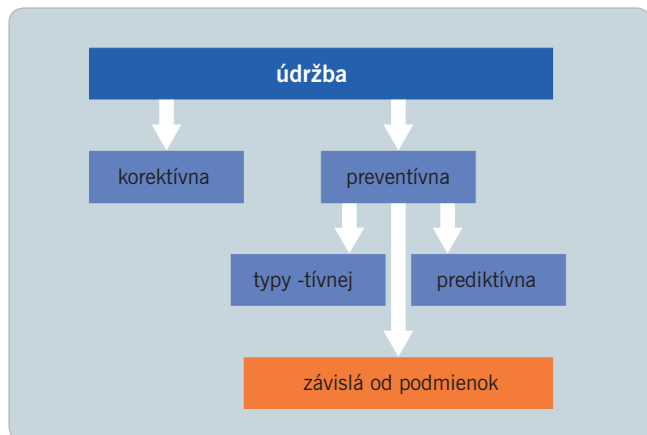 údržba
korektívna
preventívna
typy -tívnej
prediktívna
závislá od podmienok